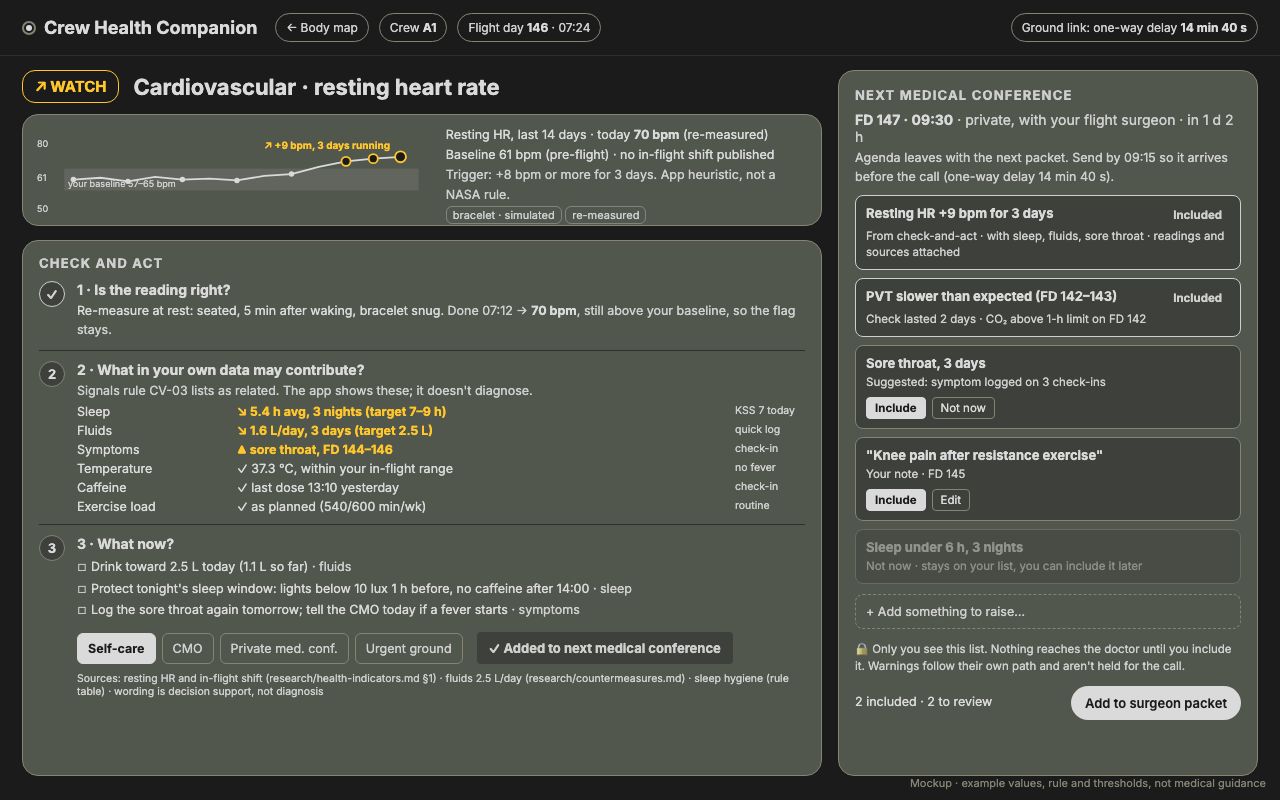 Crew Health Companion
← Body map
Crew A1
Flight day 146 · 07:24
Ground link: one-way delay 14 min 40 s
↗ WATCH
Cardiovascular · resting heart rate
80
61
50
↗ +9 bpm, 3 days running
your baseline 57–65 bpm
Resting HR, last 14 days · today 70 bpm (re-measured)
Baseline 61 bpm (pre-flight) · no in-flight shift published
Trigger: +8 bpm or more for 3 days. App heuristic, not a
NASA rule.
bracelet · simulated
re-measured
CHECK AND ACT
1 · Is the reading right?
Re-measure at rest: seated, 5 min after waking, bracelet snug. Done 07:12 → 70 bpm, still above your baseline, so the flag
stays.
2
2 · What in your own data may contribute?
Signals rule CV-03 lists as related. The app shows these; it doesn't diagnose.
Sleep ↘ 5.4 h avg, 3 nights (target 7–9 h) KSS 7 today
Fluids ↘ 1.6 L/day, 3 days (target 2.5 L) quick log
Symptoms ▲ sore throat, FD 144–146 check-in
Temperature ✓ 37.3 °C, within your in-flight range no fever
Caffeine ✓ last dose 13:10 yesterday check-in
Exercise load ✓ as planned (540/600 min/wk) routine
3
3 · What now?
☐ Drink toward 2.5 L today (1.1 L so far) · fluids
☐ Protect tonight's sleep window: lights below 10 lux 1 h before, no caffeine after 14:00 · sleep
☐ Log the sore throat again tomorrow; tell the CMO today if a fever starts · symptoms
Self-care
CMO
Private med. conf.
Urgent ground
✓ Added to next medical conference
Sources: resting HR and in-flight shift (research/health-indicators.md §1) · fluids 2.5 L/day (research/countermeasures.md) · sleep hygiene (rule
table) · wording is decision support, not diagnosis
NEXT MEDICAL CONFERENCE
FD 147 · 09:30 · private, with your flight surgeon · in 1 d 2
h
Agenda leaves with the next packet. Send by 09:15 so it arrives
before the call (one-way delay 14 min 40 s).
Resting HR +9 bpm for 3 days
Included
From check-and-act · with sleep, fluids, sore throat · readings and
sources attached
PVT slower than expected (FD 142–143)
Included
Check lasted 2 days · CO₂ above 1-h limit on FD 142
Sore throat, 3 days
Suggested: symptom logged on 3 check-ins
Include
Not now
"Knee pain after resistance exercise"
Your note · FD 145
Include
Edit
Sleep under 6 h, 3 nights
Not now · stays on your list, you can include it later
+ Add something to raise...
🔒 Only you see this list. Nothing reaches the doctor until you include
it. Warnings follow their own path and aren't held for the call.
2 included · 2 to review
Add to surgeon packet
Mockup · example values, rule and thresholds, not medical guidance